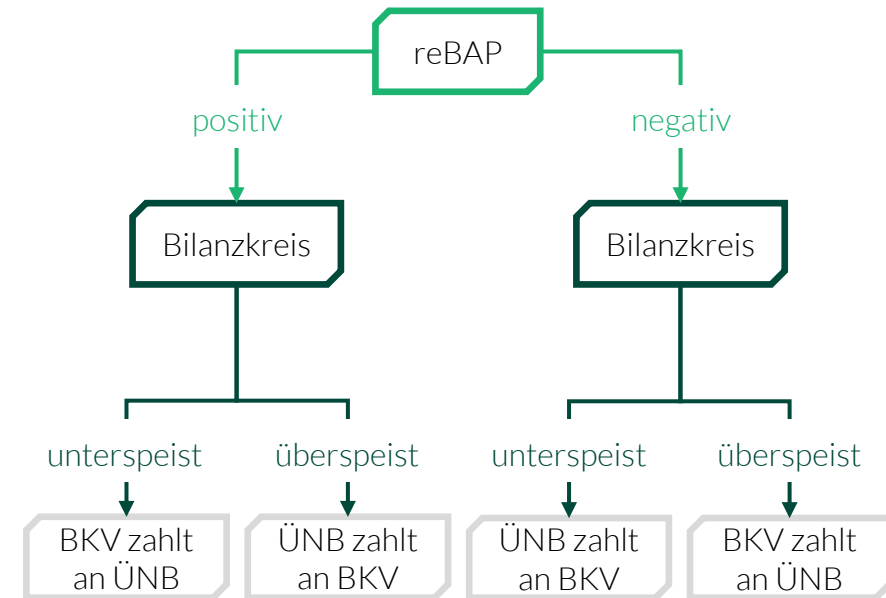 reBAP
positiv
negativ
Bilanzkreis
Bilanzkreis
unterspeist
überspeist
unterspeist
überspeist
BKV zahlt
an ÜNB
ÜNB zahlt
an BKV
ÜNB zahlt
an BKV
BKV zahlt
an ÜNB